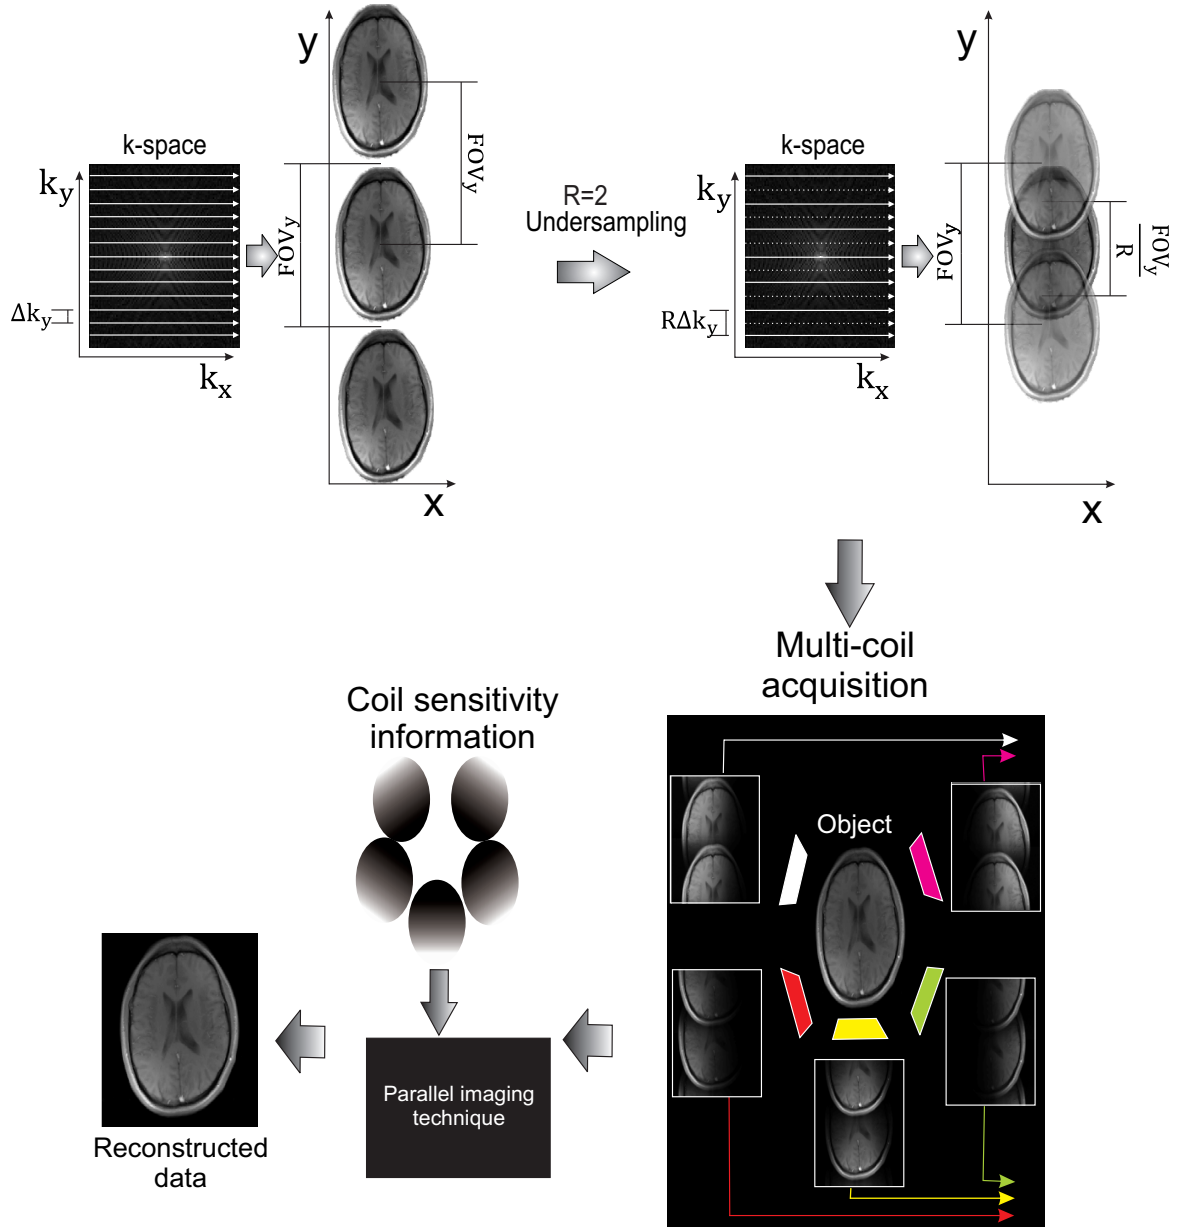 y
k-space
k_y
FOV_y
FOV_y
Δk_y
k_x
x
R=2
Undersampling
y
k-space
k_y
FOV_y
FOV_y
R
RΔk_y
k_x
x
Multi-coil
acquisition
Coil sensitivity
information
Object
Parallel imaging
technique
Reconstructed
data